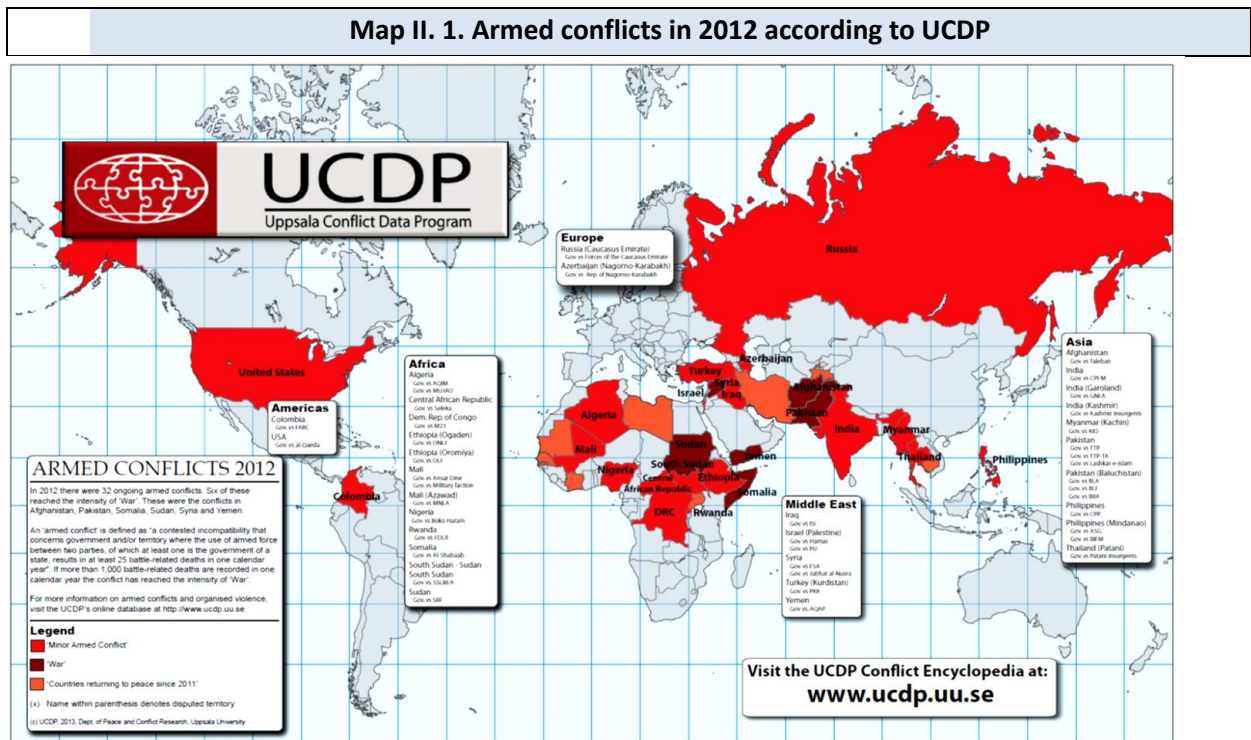 Map II. 1. Armed conflicts in 2012 according to UCDP
UCDP
Uppsala Conflict Data Program
Europe
Russia (Caucasus Emirate)
Gov. vs Forces of the Caucasus Emirate
Azerbaijan (Nagorno-Karabakh)
Gov. vs Rep. of Nagorno-Karabakh
Russia
United States
Azerbaijan
Turkey
Syria
Israel
Iraq
Afghanistan
Pakistan
India
Myanmar
Thailand
Philippines
Algeria
Mali
Nigeria
Sudan
South Sudan
Central
African Republic
Ethiopia
Yemen
Somalia
DRC
Rwanda
Colombia
Americas
Colombia
Gov. vs FARC
USA
Gov. vs al-Qaeda
Africa
Algeria
Gov. vs AQIM
Gov. vs MUJAO
Central African Republic
Gov. vs Seleka
Dem. Rep. of Congo
Gov. vs M23
Ethiopia (Ogaden)
Gov. vs ONLF
Ethiopia (Oromiya)
Gov. vs OLF
Mali
Gov. vs Ansar Dine
Gov. vs Military faction
Mali (Azawad)
Gov. vs MNLA
Nigeria
Gov. vs Boko Haram
Rwanda
Gov. vs FDLR
Somalia
Gov. vs Al-Shabaab
South Sudan - Sudan
South Sudan
Gov. vs SSLM/A
Sudan
Gov. vs SRF
Middle East
Iraq
Gov. vs ISI
Israel (Palestine)
Gov. vs Hamas
Gov. vs PIJ
Syria
Gov. vs FSA
Gov. vs Jabhat al-Nusra
Turkey (Kurdistan)
Gov. vs PKK
Yemen
Gov. vs AQAP
Asia
Afghanistan
Gov. vs Taleban
India
Gov. vs CPI-M
India (Garoland)
Gov. vs GNLA
India (Kashmir)
Gov. vs Kashmir Insurgents
Myanmar (Kachin)
Gov. vs KIO
Pakistan
Gov. vs TTP
Gov. vs TTP-TA
Gov. vs Lashkar-e-Islam
Pakistan (Baluchistan)
Gov. vs BLA
Gov. vs BLF
Gov. vs BRA
Philippines
Gov. vs CPP
Philippines (Mindanao)
Gov. vs ASG
Gov. vs BIFM
Thailand (Patani)
Gov. vs Patani Insurgents
ARMED CONFLICTS 2012
In 2012 there were 32 ongoing armed conflicts. Six of these
reached the intensity of 'War'. These were the conflicts in
Afghanistan, Pakistan, Somalia, Sudan, Syria and Yemen.
An 'armed conflict' is defined as "a contested incompatibility that
concerns government and/or territory where the use of armed force
between two parties, of which at least one is the government of a
state, results in at least 25 battle-related deaths in one calendar
year". If more than 1,000 battle-related deaths are recorded in one
calendar year the conflict has reached the intensity of 'War'.
For more information on armed conflicts and organised violence,
visit the UCDP's online database at http://www.ucdp.uu.se.
Legend
'Minor Armed Conflict'
'War'
'Countries returning to peace since 2011'
(x) Name within parenthesis denotes disputed territory
(c) UCDP, 2013, Dept. of Peace and Conflict Research, Uppsala University
Visit the UCDP Conflict Encyclopedia at:
www.ucdp.uu.se